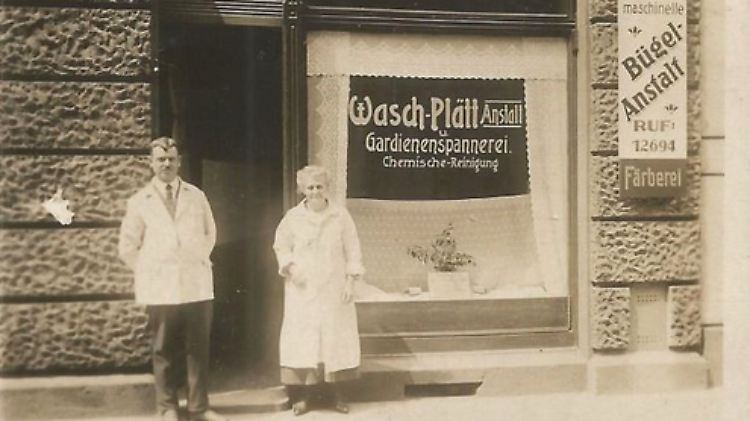 Wasch-Plätt Anstalt
u.
Gardienenspannerei.
Chemische-Reinigung
maschinelle
Bügel-
Anstalt
RUF:
12694
Färberei